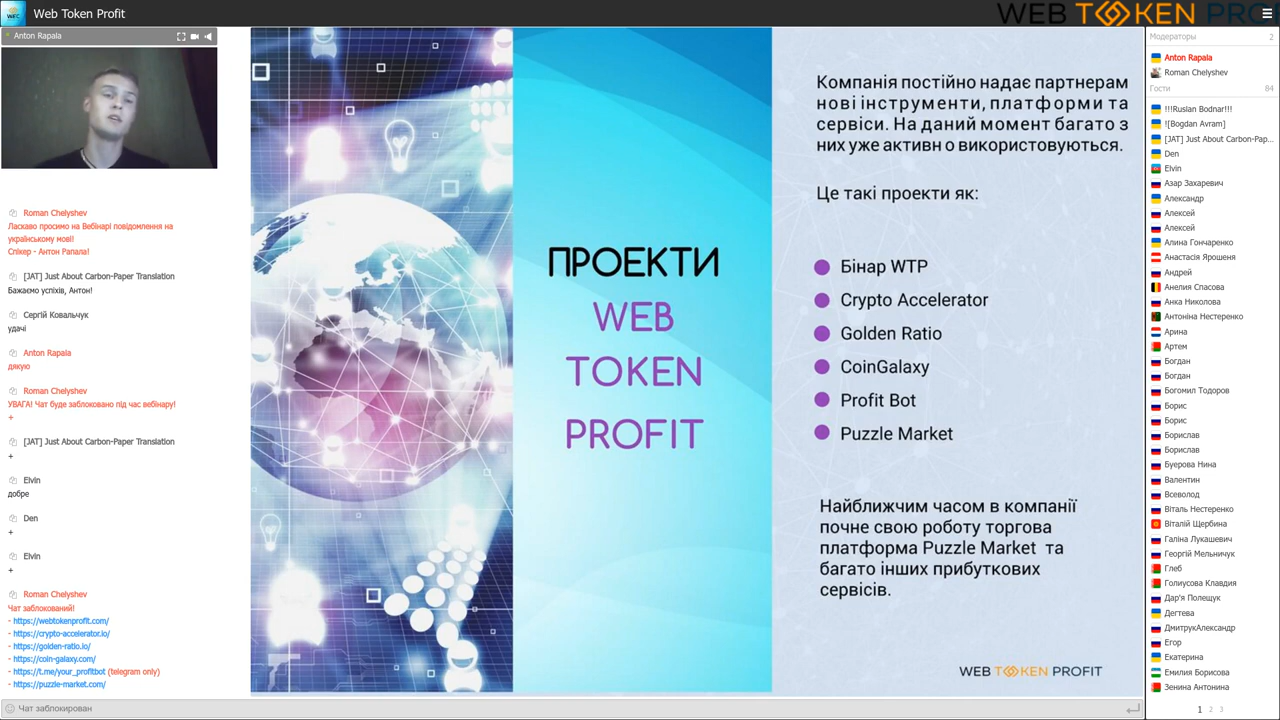 Web Token Profit
WEB TOKEN PRO
Anton Rapala
Roman Chelyshev
Ласкаво просимо на Вебінарі повідомлення на
українському мові!
Спікер - Антон Рапала!
[JAT] Just About Carbon-Paper Translation
Бажаємо успіхів, Антон!
Сергій Ковальчук
удачі
Anton Rapala
дякую
Roman Chelyshev
УВАГА! Чат буде заблоковано під час вебінару!
+
[JAT] Just About Carbon-Paper Translation
+
Elvin
добре
Den
+
Elvin
+
Roman Chelyshev
Чат заблокований!
- https://webtokenprofit.com/
- https://crypto-accelerator.io/
- https://golden-ratio.io/
- https://coin-galaxy.com/
- https://t.me/your_profitbot (telegram only)
- https://puzzle-market.com/
Чат заблокирован
ПРОЕКТИ
WEB
TOKEN
PROFIT
Компанія постійно надає партнерам
нові інструменти, платформи та
сервіси. На даний момент багато з
них уже активн о використовуються.
Це такі проекти як:
Бінар WTP
Crypto Accelerator
Golden Ratio
CoinGalaxy
Profit Bot
Puzzle Market
Найближчим часом в компанії
почне свою роботу торгова
платформа Puzzle Market та
багато інших прибуткових
сервісів.
WEB TOKEN PROFIT
Модераторы 2
Anton Rapala
Roman Chelyshev
Гости 84
!!!Ruslan Bodnar!!!
![Bogdan Avram]
[JAT] Just About Carbon-Pap...
Den
Elvin
Азар Захаревич
Александр
Алексей
Алексей
Алина Гончаренко
Анастасія Ярошеня
Андрей
Анелия Спасова
Анка Николова
Антоніна Нестеренко
Арина
Артем
Богдан
Богдан
Богомил Тодоров
Борис
Борис
Борислав
Борислав
Буерова Нина
Валентин
Всеволод
Віталь Нестеренко
Віталій Щербина
Галіна Лукашевич
Георгій Мельничук
Глеб
Голиусова Клавдия
Дар'я Полещук
Дегтева
ДмитрукАлександр
Егор
Екатерина
Емилия Борисова
Зенина Антонина
1 2 3